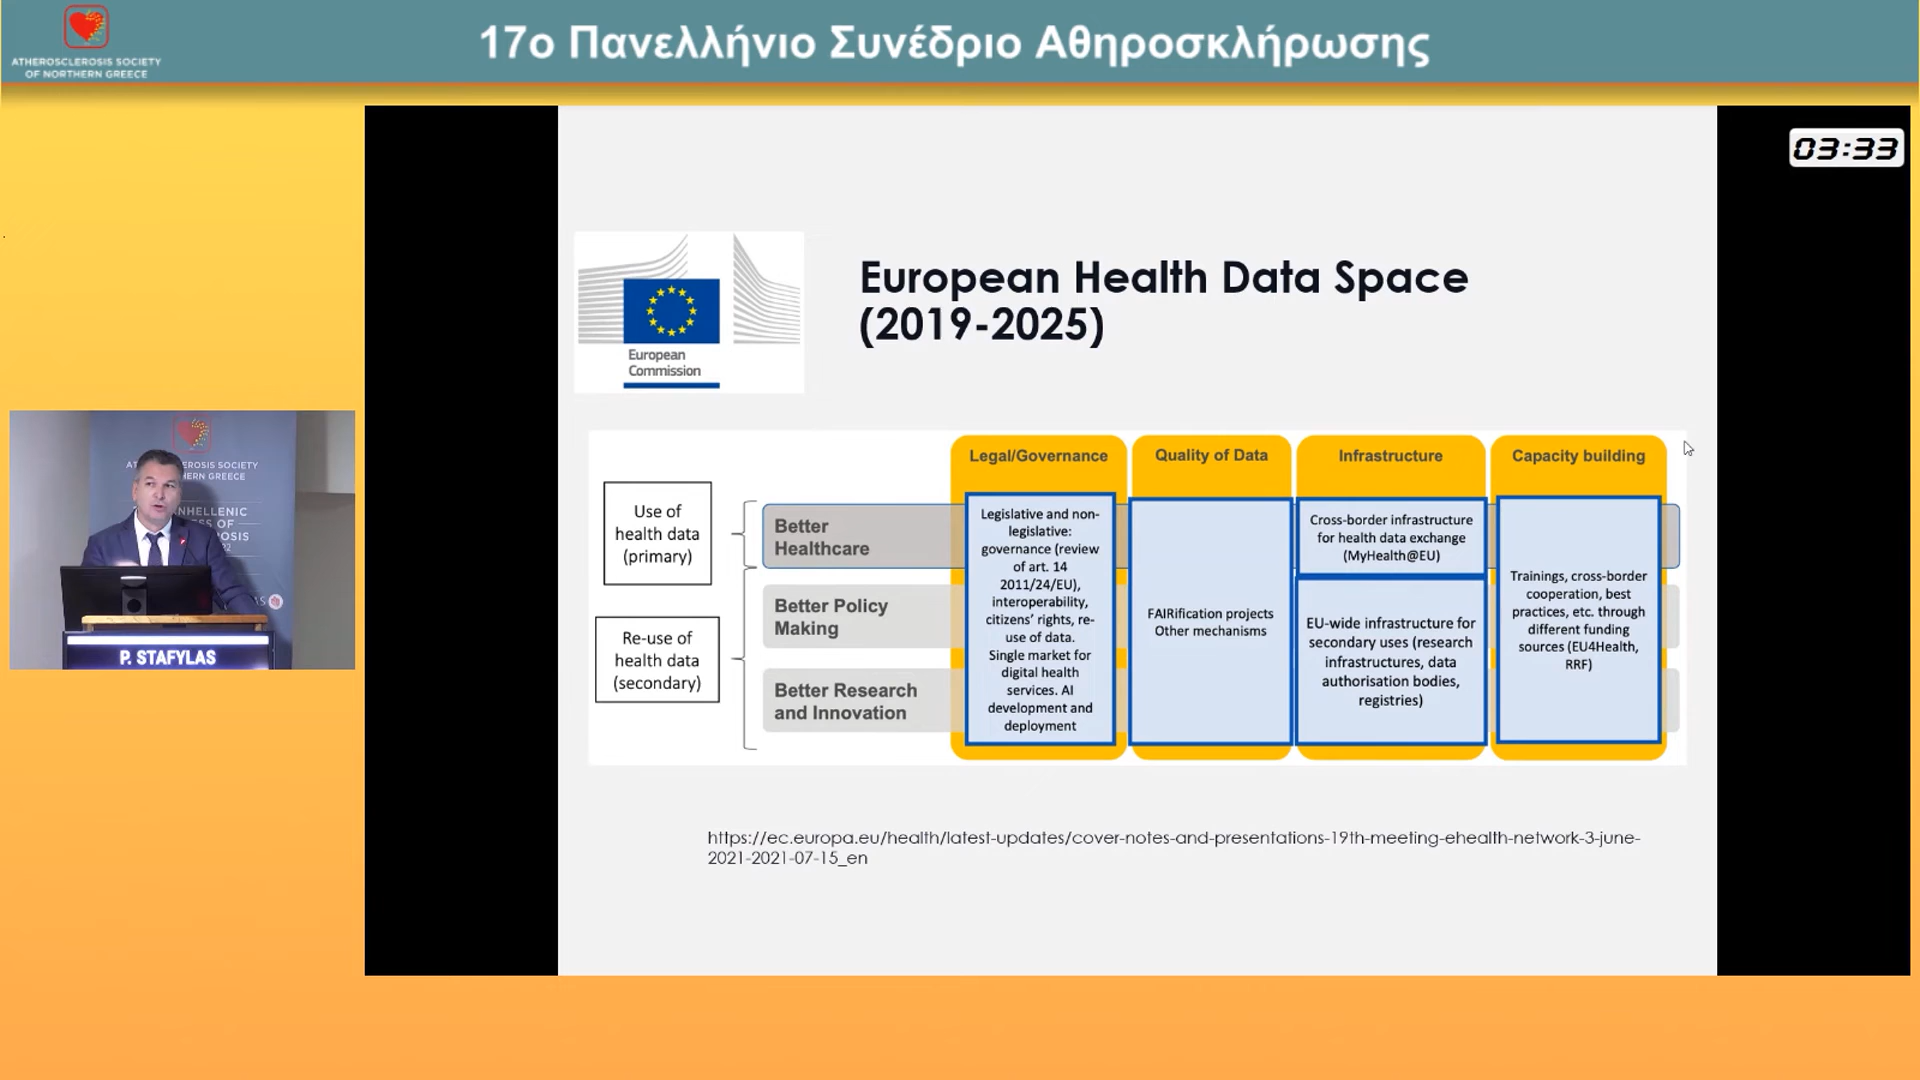 17ο Πανελλήνιο Συνέδριο Αθηροσκλήρωσης
ATHEROSCLEROSIS SOCIETY
OF NORTHERN GREECE
03:33
European
Commission
European Health Data Space
(2019-2025)
Use of
health data
(primary)
Re-use of
health data
(secondary)
Better
Healthcare
Better Policy
Making
Better Research
and Innovation
Legal/Governance
Legislative and non-
legislative:
governance (review
of art. 14
2011/24/EU),
interoperability,
citizens' rights, re-
use of data.
Single market for
digital health
services. AI
development and
deployment
Quality of Data
FAIRification projects
Other mechanisms
Infrastructure
Cross-border infrastructure
for health data exchange
(MyHealth@EU)
EU-wide infrastructure for
secondary uses (research
infrastructures, data
authorisation bodies,
registries)
Capacity building
Trainings, cross-border
cooperation, best
practices, etc. through
different funding
sources (EU4Health,
RRF)
https://ec.europa.eu/health/latest-updates/cover-notes-and-presentations-19th-meeting-ehealth-network-3-june-
2021-2021-07-15_en
SOCIETY
NORTHERN GREECE
P. STAFYLAS